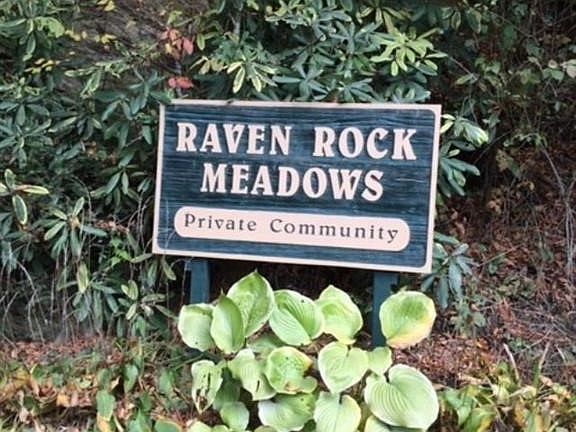 RAVEN ROCK
MEADOWS
Private Community